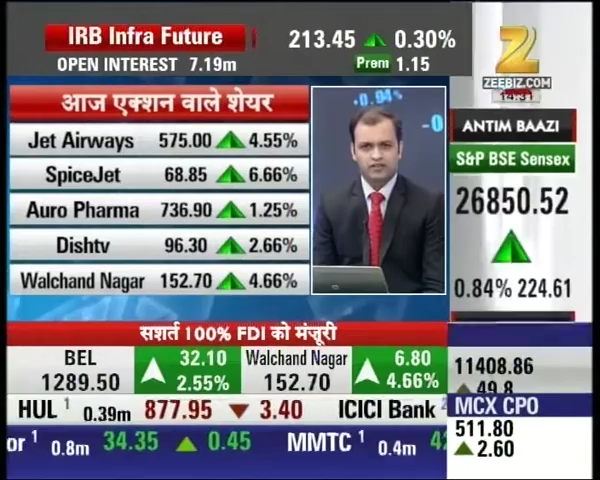 IRB Infra Future
213.45 0.30%
OPEN INTEREST 7.19m
Prem 1.15
ZEEBIZ.COM
आज एक्शन वाले शेयर
Jet Airways 575.00 4.55%
SpiceJet 68.85 6.66%
Auro Pharma 736.90 1.25%
Dishtv 96.30 2.66%
Walchand Nagar 152.70 4.66%
ANTIM BAAZI
S&P BSE Sensex
26850.52
0.84% 224.61
सशर्त 100% FDI को मंज़ूरी
BEL 32.10
1289.50 2.55%
Walchand Nagar 6.80
152.70 4.66%
11408.86
49.8
HUL 1 0.39m 877.95 3.40 ICICI Bank
MCX CPO
511.80
2.60
or 1 0.8m 34.35 0.45 MMTC 1 0.4m